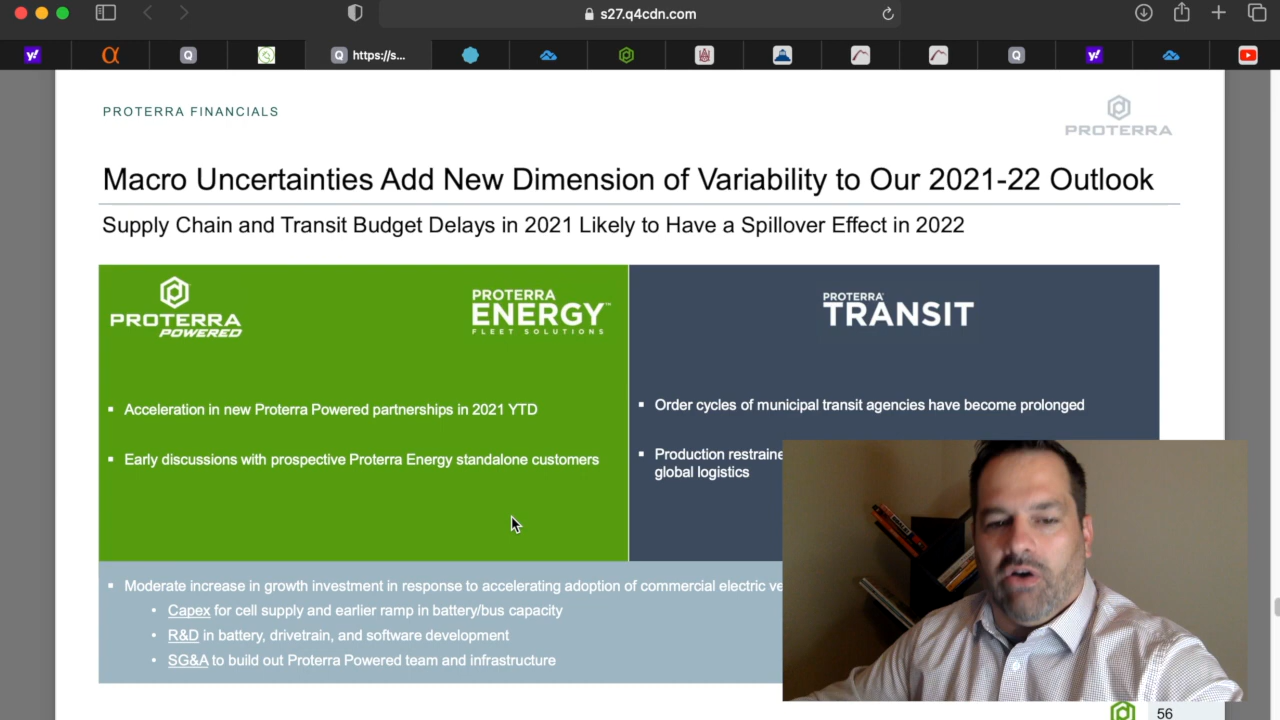 s27.q4cdn.com
https://s...
PROTERRA FINANCIALS
PROTERRA
Macro Uncertainties Add New Dimension of Variability to Our 2021-22 Outlook
Supply Chain and Transit Budget Delays in 2021 Likely to Have a Spillover Effect in 2022
PROTERRA
POWERED
PROTERRA
ENERGY™
FLEET SOLUTIONS
▪ Acceleration in new Proterra Powered partnerships in 2021 YTD
▪ Early discussions with prospective Proterra Energy standalone customers
PROTERRA
TRANSIT
▪ Order cycles of municipal transit agencies have become prolonged
▪ Production restraine
global logistics
▪ Moderate increase in growth investment in response to accelerating adoption of commercial electric ve
• Capex for cell supply and earlier ramp in battery/bus capacity
• R&D in battery, drivetrain, and software development
• SG&A to build out Proterra Powered team and infrastructure
56